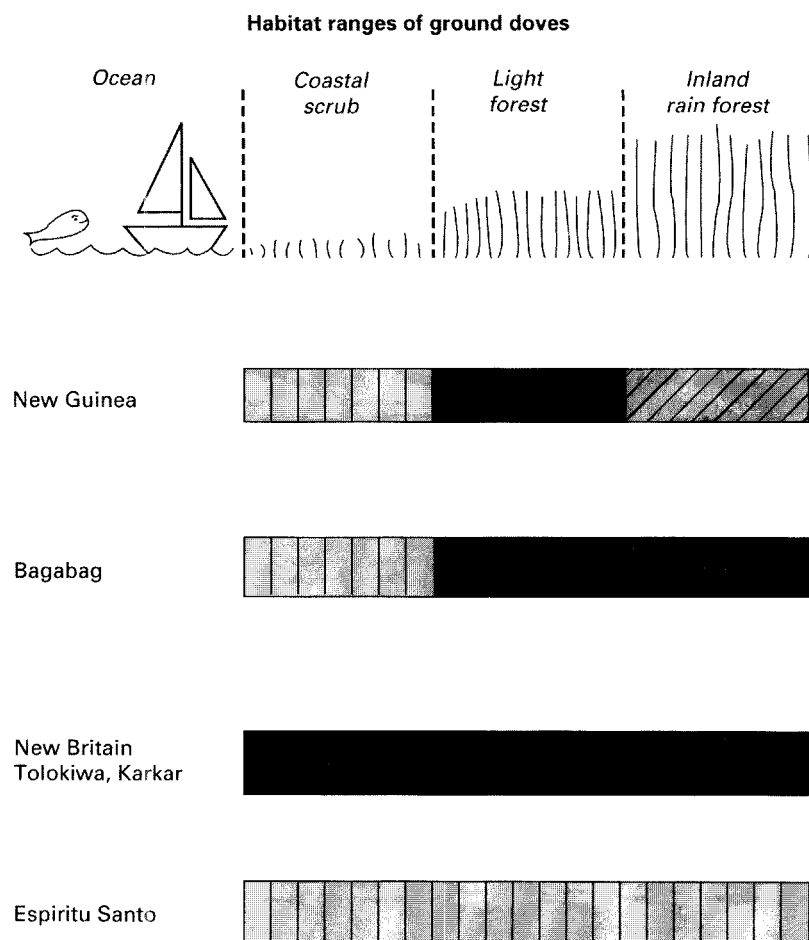 Habitat ranges of ground doves
Ocean
Coastal
scrub
Light
forest
Inland
rain forest
New Guinea
Bagabag
New Britain
Tolokiwa, Karkar
Espiritu Santo